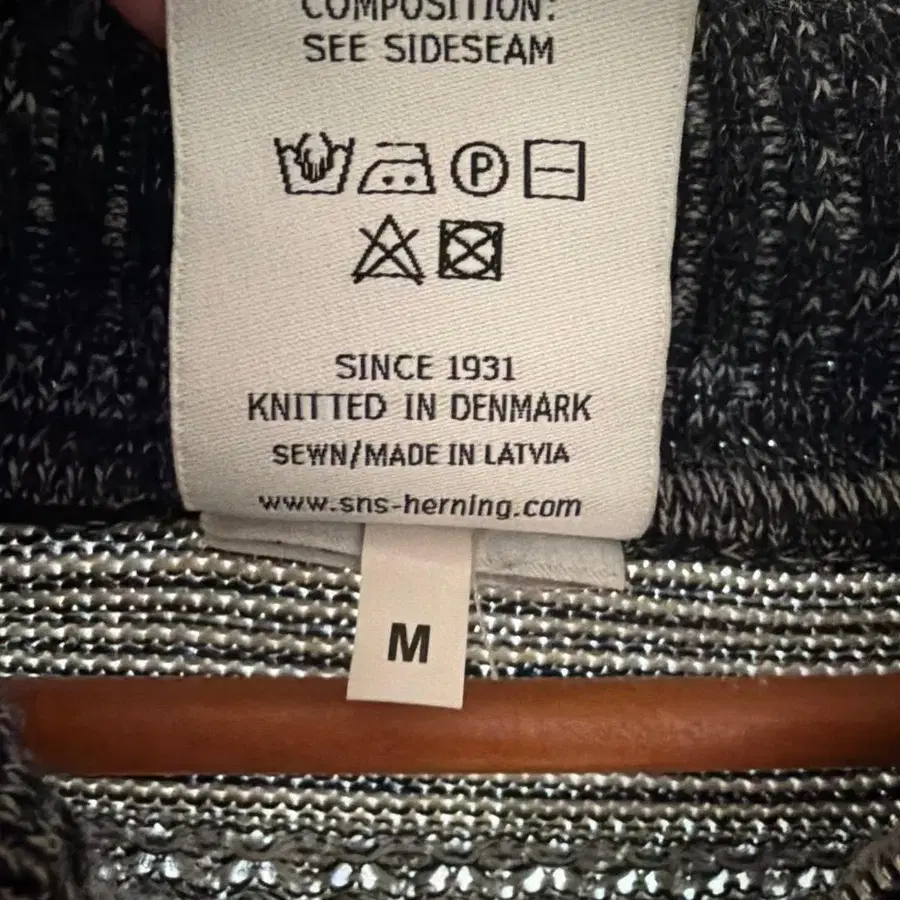 COMPOSITION:
SEE SIDESEAM
P
SINCE 1931
KNITTED IN DENMARK
SEWN/MADE IN LATVIA
www.sns-herning.com
M